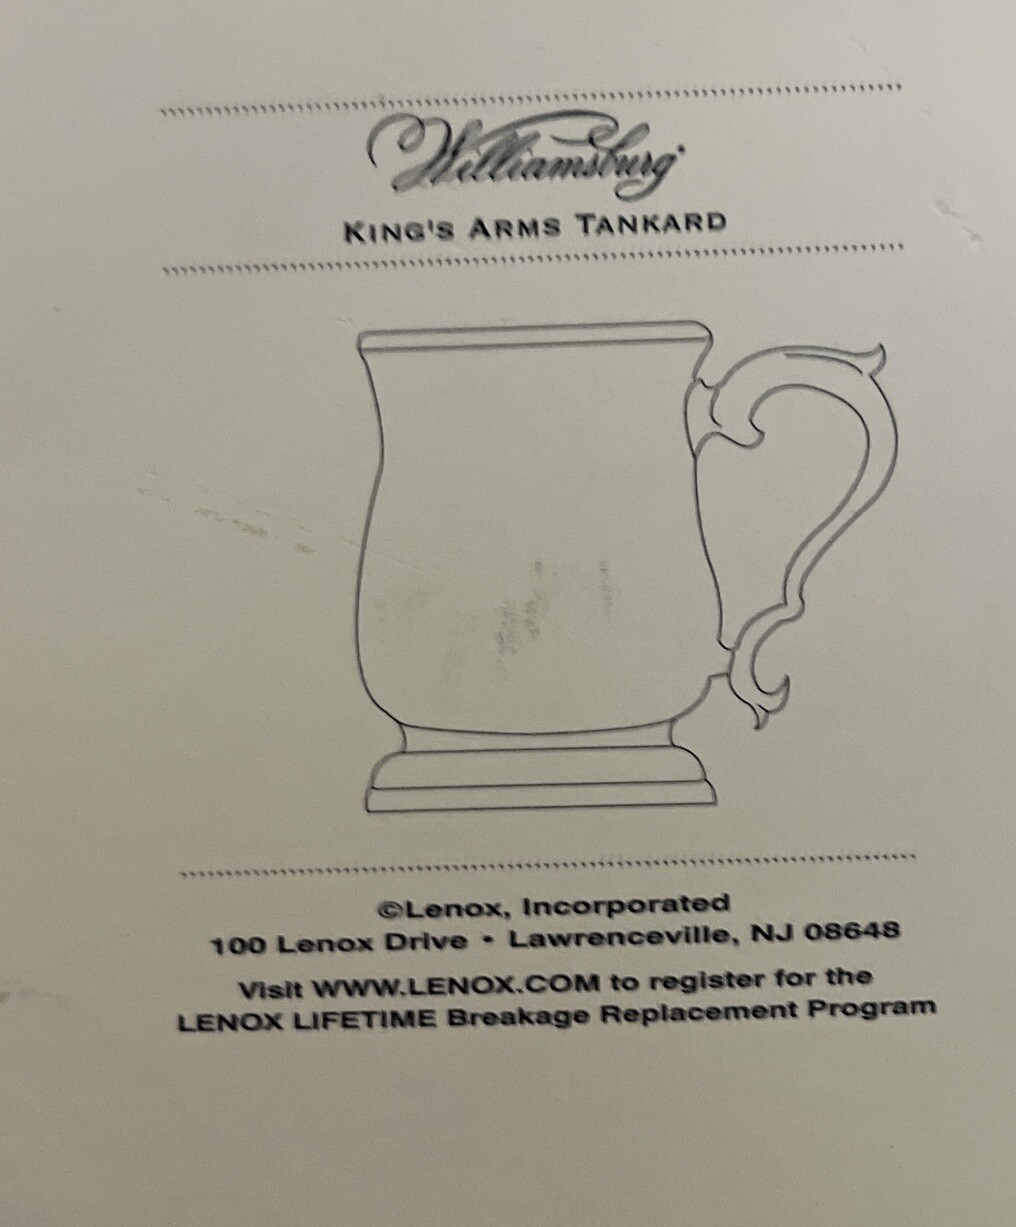 Williamsburg
KING'S ARMS TANKARD
©Lenox, Incorporated
100 Lenox Drive • Lawrenceville, NJ 08648
Visit WWW.LENOX.COM to register for the
LENOX LIFETIME Breakage Replacement Program